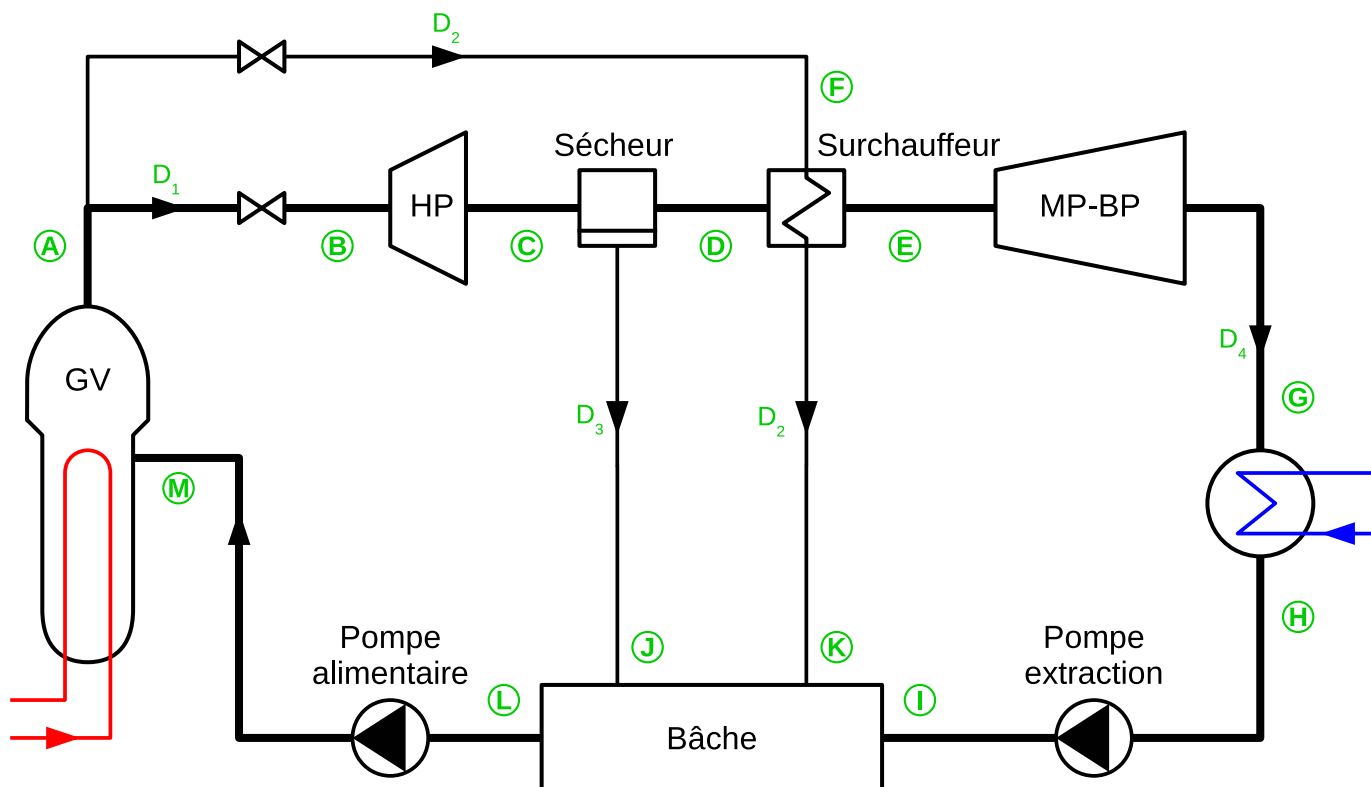 D2
F
Sécheur
Surchauffeur
D1
HP
MP-BP
A
B
C
D
E
D4
GV
G
D3
D2
M
H
Pompe
alimentaire
J
K
Pompe
extraction
L
I
Bâche